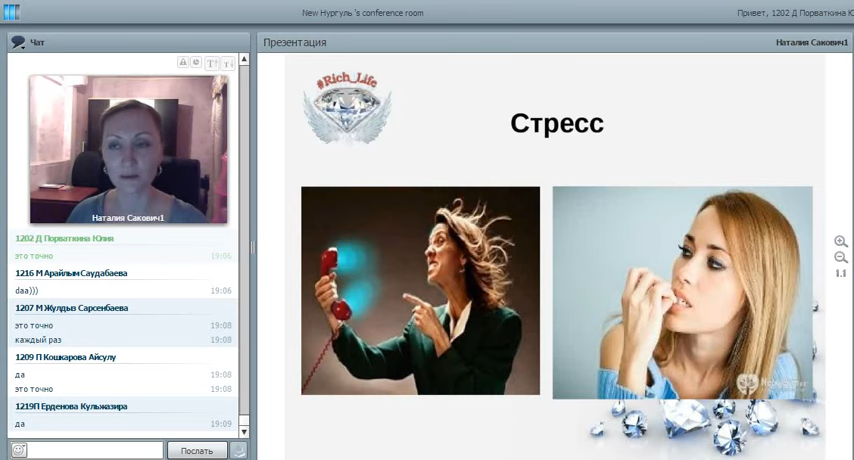 New Нургуль 's conference room
Привет, 1202 Д Порваткина Ю
Чат
Презентация
Наталия Сакович1
#Rich_Life
Стресс
Наталия Сакович1
1202 Д Порваткина Юлия
это точно 19:06
1216 М Арайлым Саудабаева
daa))) 19:06
1207 М Жулдыз Сарсенбаева
это точно 19:08
каждый раз 19:08
1209 П Кошкарова Айсулу
да 19:08
это точно 19:08
1219П Ерденова Кульжазира
да 19:09
Послать
1:1